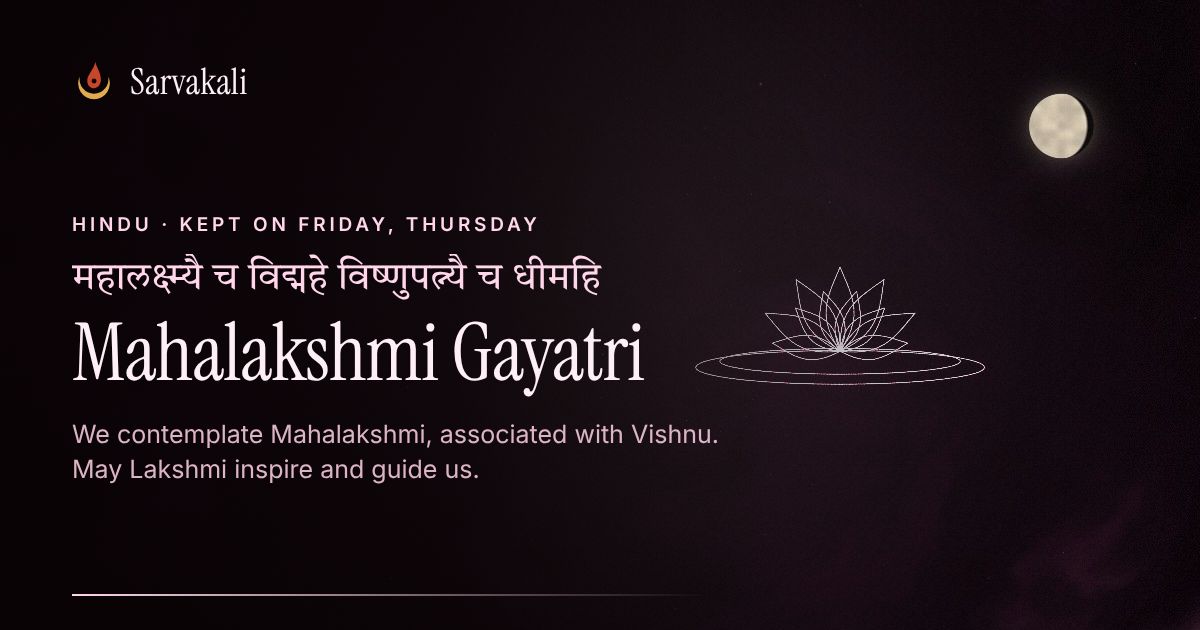 Sarvakali
HINDU · KEPT ON FRIDAY, THURSDAY
महालक्ष्म्यै च विद्महे विष्णुपत्न्यै च धीमहि
Mahalakshmi Gayatri
We contemplate Mahalakshmi, associated with Vishnu.
May Lakshmi inspire and guide us.